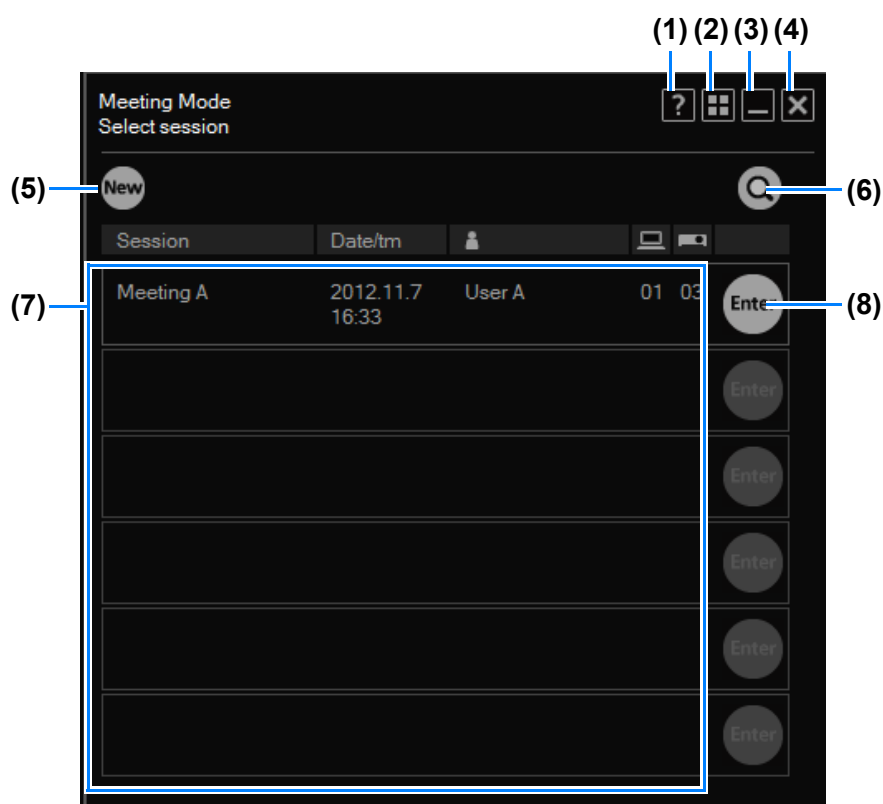 (1) (2) (3) (4)
Meeting Mode
Select session
?
(5) New (6)
Session Date/tm
(7) Meeting A 2012.11.7 User A 01 03 Enter (8)
16:33
Enter
Enter
Enter
Enter
Enter